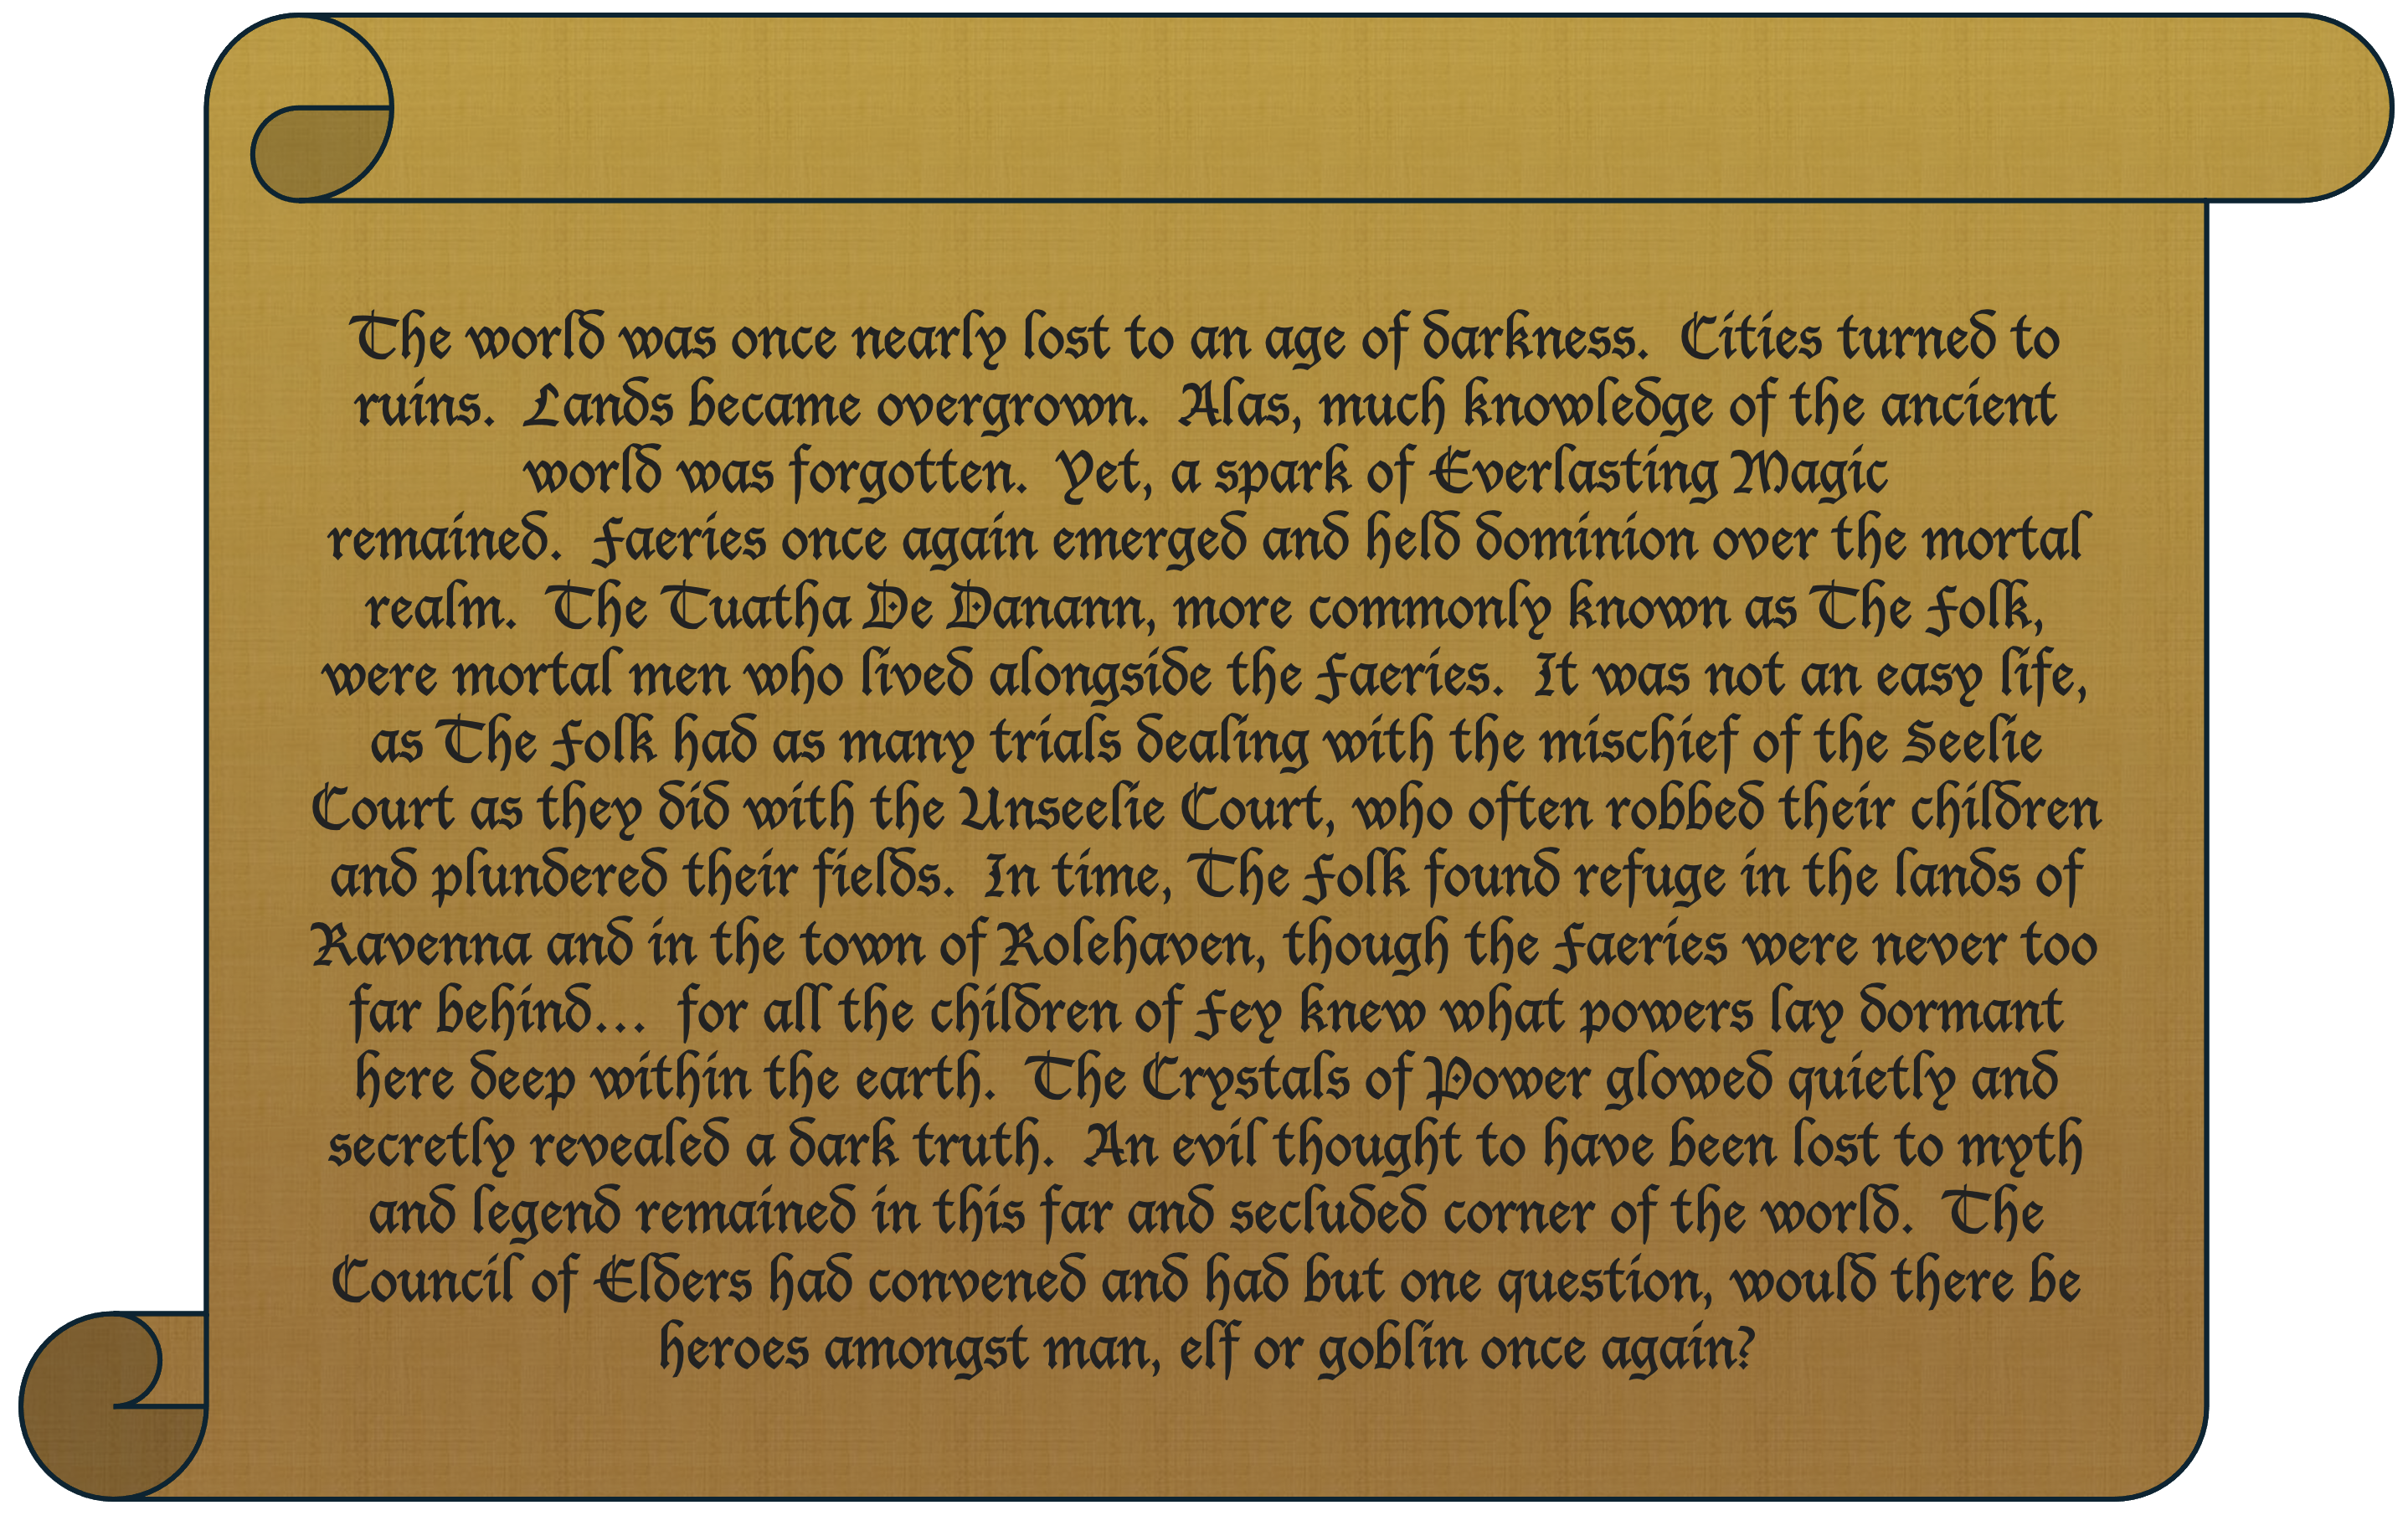 The world was once nearly lost to an age of darkness.  Cities turned to
ruins.  Lands became overgrown.  Alas, much knowledge of the ancient
world was forgotten.  Yet, a spark of Everlasting Magic
remained.  Faeries once again emerged and held dominion over the mortal
realm.  The Tuatha De Danann, more commonly known as The Folk,
were mortal men who lived alongside the Faeries.  It was not an easy life,
as The Folk had as many trials dealing with the mischief of the Seelie
Court as they did with the Unseelie Court, who often robbed their children
and plundered their fields.  In time, The Folk found refuge in the lands of
Ravenna and in the town of Rolehaven, though the Faeries were never too
far behind...  for all the children of Fey knew what powers lay dormant
here deep within the earth.  The Crystals of Power glowed quietly and
secretly revealed a dark truth.  An evil thought to have been lost to myth
and legend remained in this far and secluded corner of the world.  The
Council of Elders had convened and had but one question, would there be
heroes amongst man, elf or goblin once again?